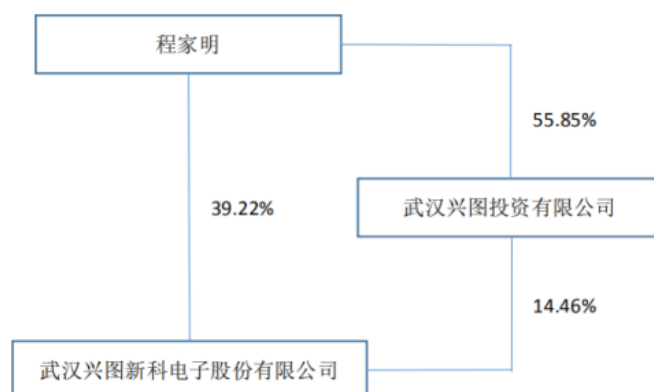 程家明
55.85%
39.22%
武汉兴图投资有限公司
14.46%
武汉兴图新科电子股份有限公司